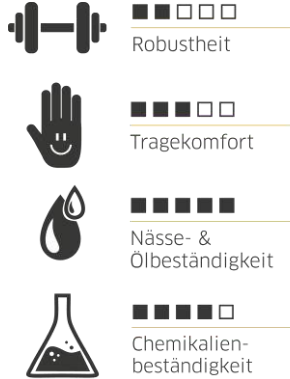 Robustheit
Tragekomfort
Nässe- &
Ölbeständigkeit
Chemikalien-
beständigkeit